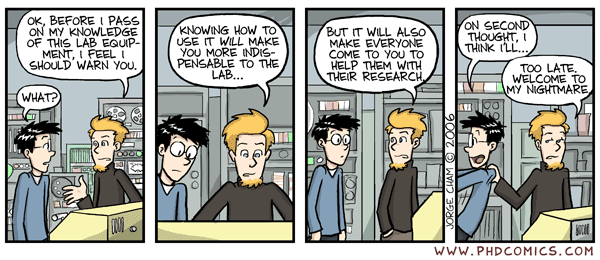 OK, BEFORE I PASS
ON MY KNOWLEDGE
OF THIS LAB EQUIP-
MENT, I FEEL I
SHOULD WARN YOU.
WHAT?
KNOWING HOW TO
USE IT WILL MAKE
YOU MORE INDIS-
PENSABLE TO THE
LAB...
BUT IT WILL ALSO
MAKE EVERYONE
COME TO YOU TO
HELP THEM WITH
THEIR RESEARCH.
JORGE CHAM © 2006
ON SECOND
THOUGHT, I
THINK I'LL...
TOO LATE,
WELCOME TO
MY NIGHTMARE.
WWW.PHDCOMICS.COM